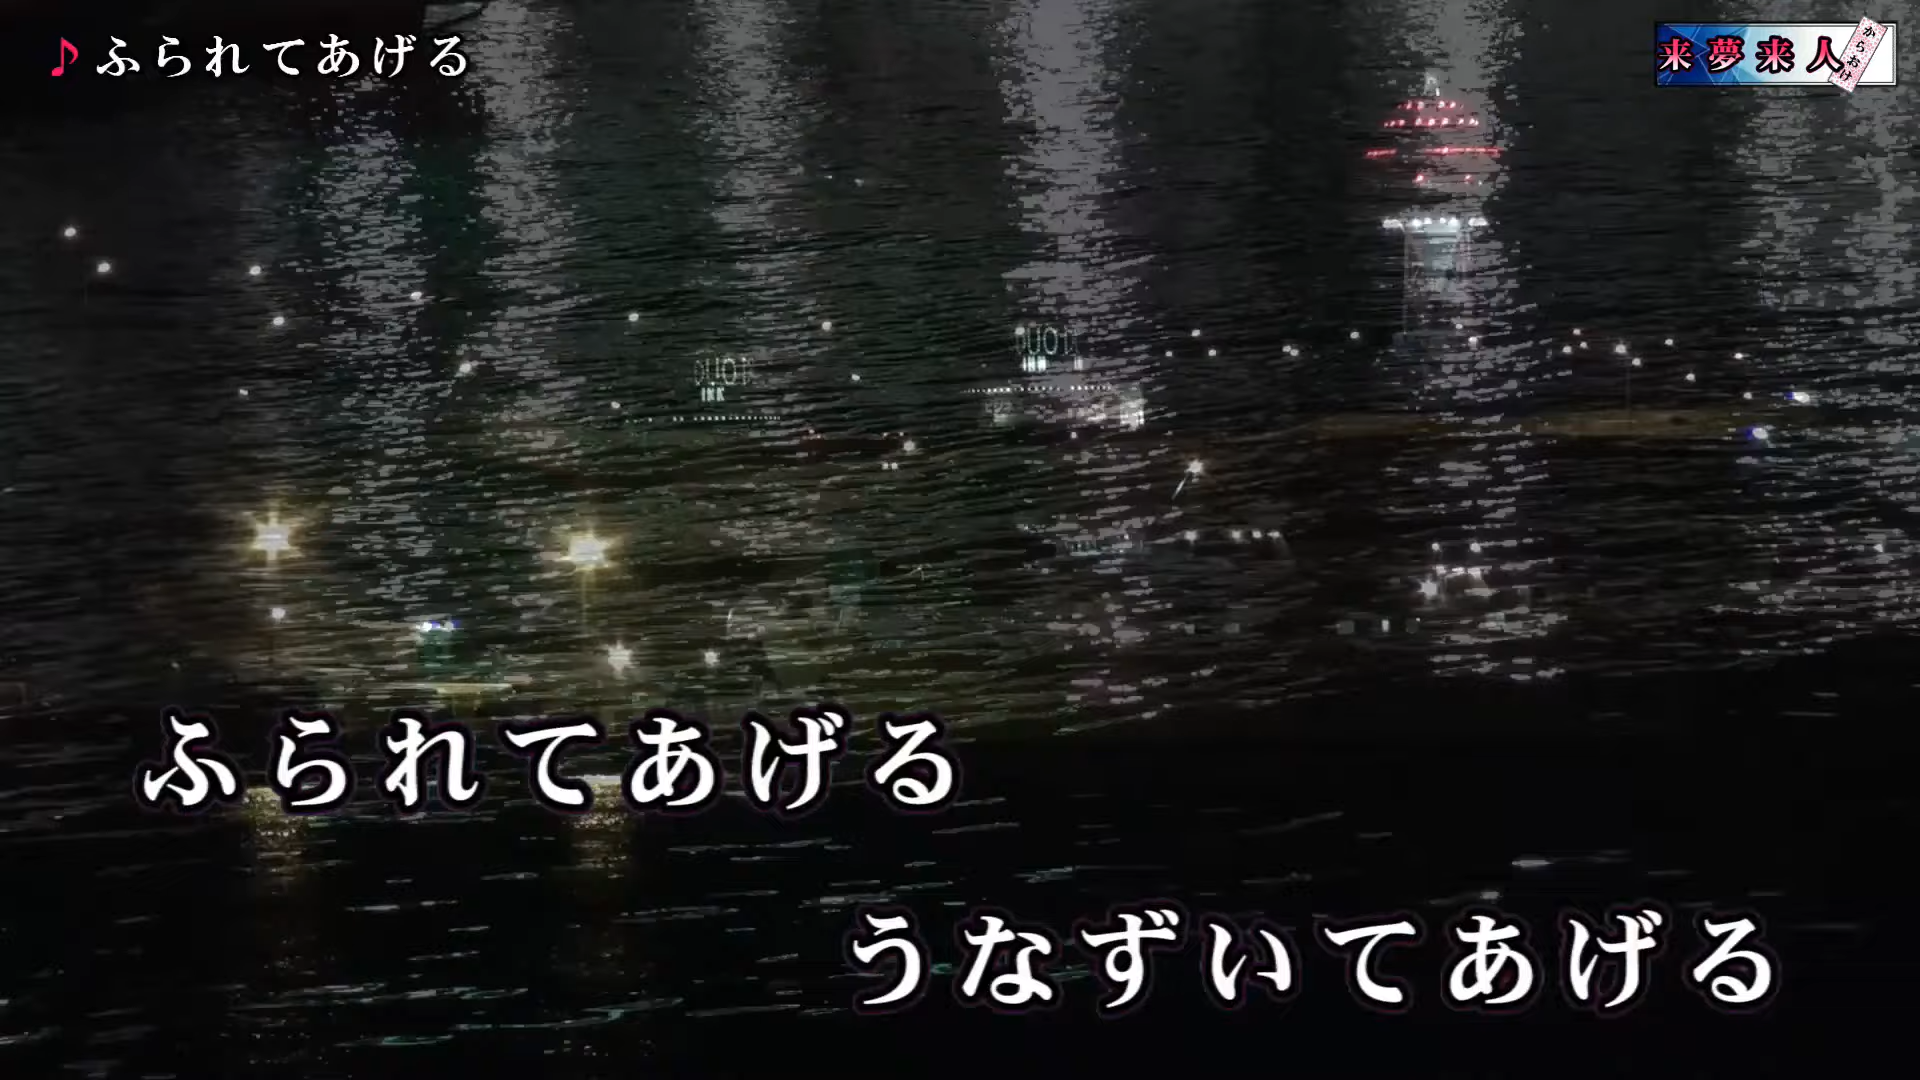 ♪ふられてあげる
来夢来人
からおけ
ふられてあげる
うなずいてあげる